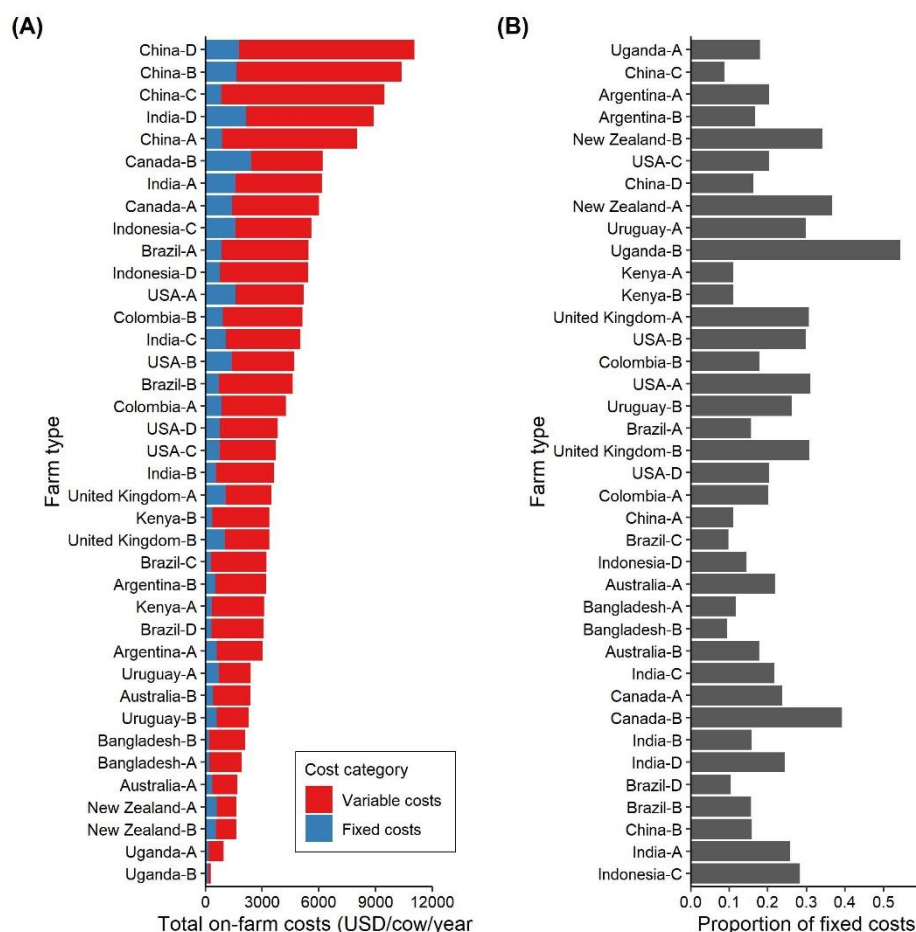 (A)
China-D
China-B
China-C
India-D
China-A
Canada-B
India-A
Canada-A
Indonesia-C
Brazil-A
Indonesia-D
USA-A
Colombia-B
India-C
USA-B
Brazil-B
Colombia-A
USA-D
USA-C
India-B
United Kingdom-A
Kenya-B
United Kingdom-B
Brazil-C
Argentina-B
Kenya-A
Brazil-D
Argentina-A
Uruguay-A
Australia-B
Uruguay-B
Bangladesh-B
Bangladesh-A
Australia-A
New Zealand-A
New Zealand-B
Uganda-A
Uganda-B
Farm type
0 3000 6000 9000 12000
Total on-farm costs (USD/cow/year
Cost category
Variable costs
Fixed costs
(B)
Uganda-A
China-C
Argentina-A
Argentina-B
New Zealand-B
USA-C
China-D
New Zealand-A
Uruguay-A
Uganda-B
Kenya-A
Kenya-B
United Kingdom-A
USA-B
Colombia-B
USA-A
Uruguay-B
Brazil-A
United Kingdom-B
USA-D
Colombia-A
China-A
Brazil-C
Indonesia-D
Australia-A
Bangladesh-A
Bangladesh-B
Australia-B
India-C
Canada-A
Canada-B
India-B
India-D
Brazil-D
Brazil-B
China-B
India-A
Indonesia-C
Farm type
0.0 0.1 0.2 0.3 0.4 0.5
Proportion of fixed costs